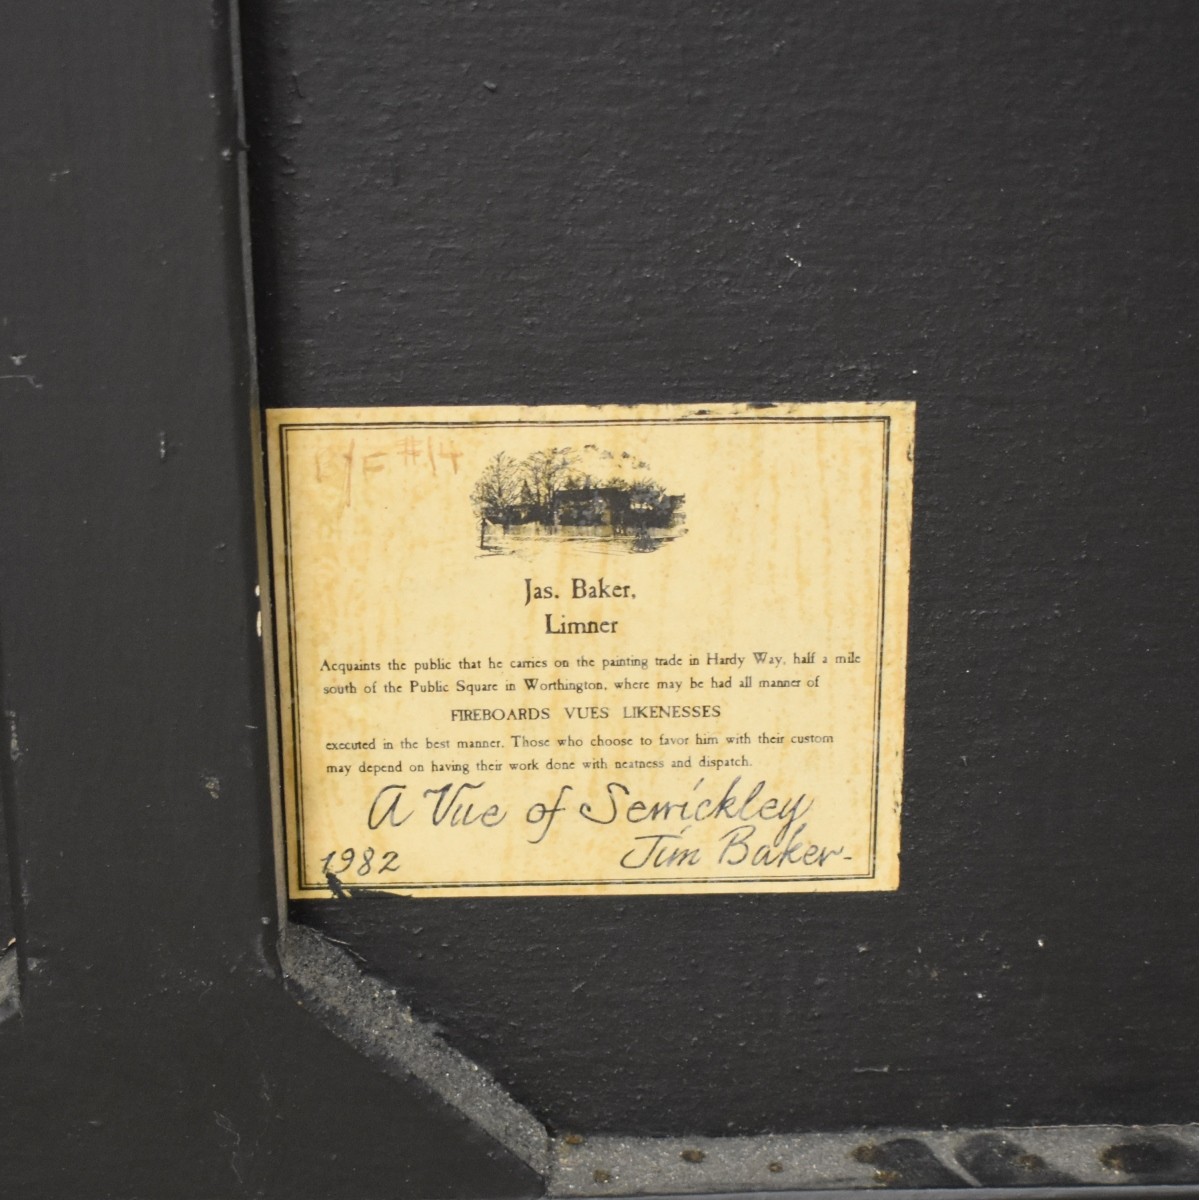 #14
Jas. Baker,
Limner
Acquaints the public that he carries on the painting trade in Hardy Way, half a mile
south of the Public Square in Worthington, where may be had all manner of
FIREBOARDS VUES LIKENESSES
executed in the best manner. Those who choose to favor him with their custom
may depend on having their work done with neatness and dispatch.
A Vue of Sewickley
Jim Baker-
1982